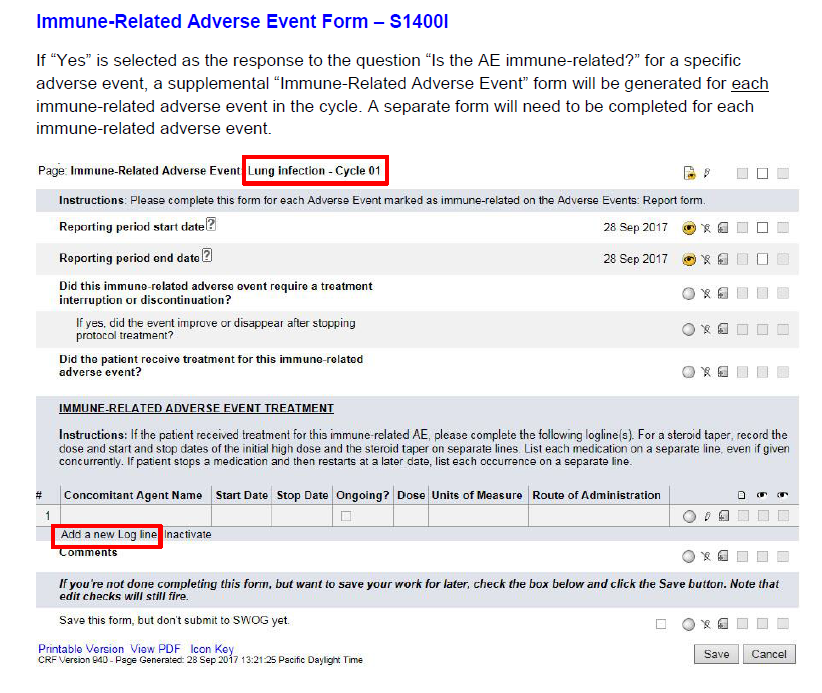 Immune-Related Adverse Event Form – S1400I
If “Yes” is selected as the response to the question “Is the AE immune-related?” for a specific
adverse event, a supplemental “Immune-Related Adverse Event” form will be generated for each
immune-related adverse event in the cycle. A separate form will need to be completed for each
immune-related adverse event.
Page: Immune-Related Adverse Event: Lung infection - Cycle 01
Instructions: Please complete this form for each Adverse Event marked as immune-related on the Adverse Events: Report form.
Reporting period start date ? 28 Sep 2017
Reporting period end date ? 28 Sep 2017
Did this immune-related adverse event require a treatment
interruption or discontinuation?
If yes, did the event improve or disappear after stopping
protocol treatment?
Did the patient receive treatment for this immune-related
adverse event?
IMMUNE-RELATED ADVERSE EVENT TREATMENT
Instructions: If the patient received treatment for this immune-related AE, please complete the following logline(s). For a steroid taper, record the
dose and start and stop dates of the initial high dose and the steroid taper on separate lines. List each medication on a separate line, even if given
concurrently. If patient stops a medication and then restarts at a later date, list each occurrence on a separate line.
# Concomitant Agent Name Start Date Stop Date Ongoing? Dose Units of Measure Route of Administration
1
Add a new Log line Inactivate
Comments
If you're not done completing this form, but want to save your work for later, check the box below and click the Save button. Note that
edit checks will still fire.
Save this form, but don't submit to SWOG yet.
Printable Version View PDF Icon Key
CRF Version 940 - Page Generated: 28 Sep 2017 13:21:25 Pacific Daylight Time
Save Cancel